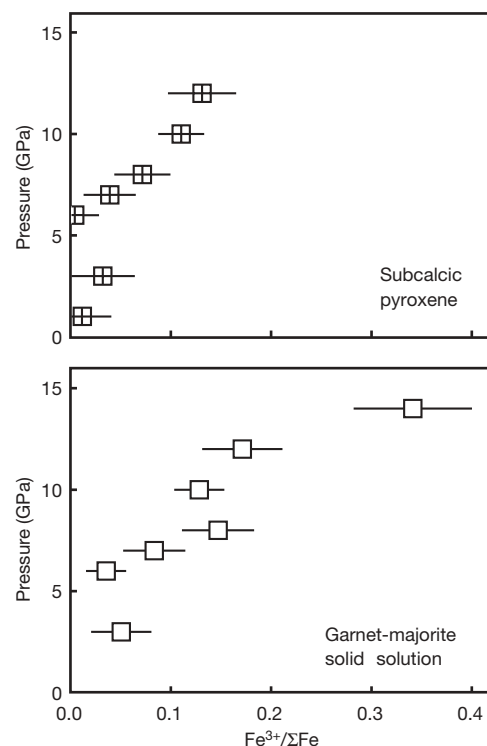 15
10
5
0
Pressure (GPa)
Subcalcic
pyroxene
15
10
5
0
Pressure (GPa)
Garnet-majorite
solid solution
0.0 0.1 0.2 0.3 0.4
Fe³⁺/ΣFe